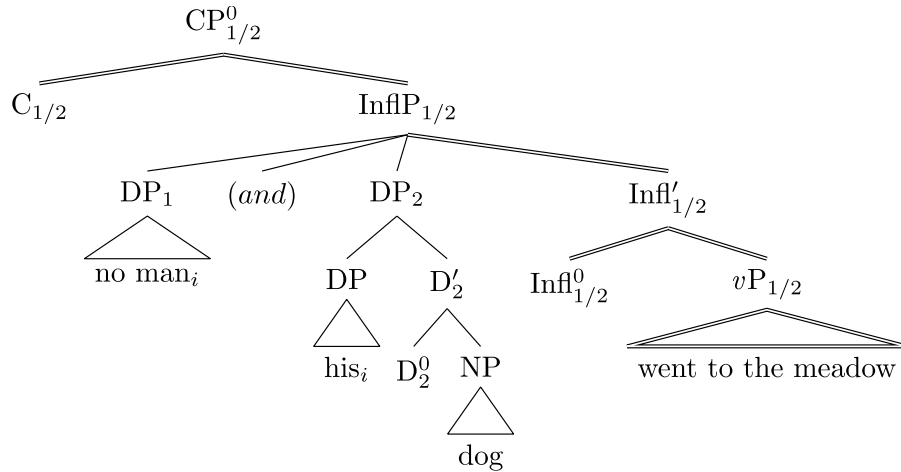 CP⁰₁/₂
C₁/₂ InflP₁/₂
DP₁ (and) DP₂ Infl′₁/₂
no manᵢ DP D′₂ Infl⁰₁/₂ vP₁/₂
hisᵢ D⁰₂ NP went to the meadow
dog